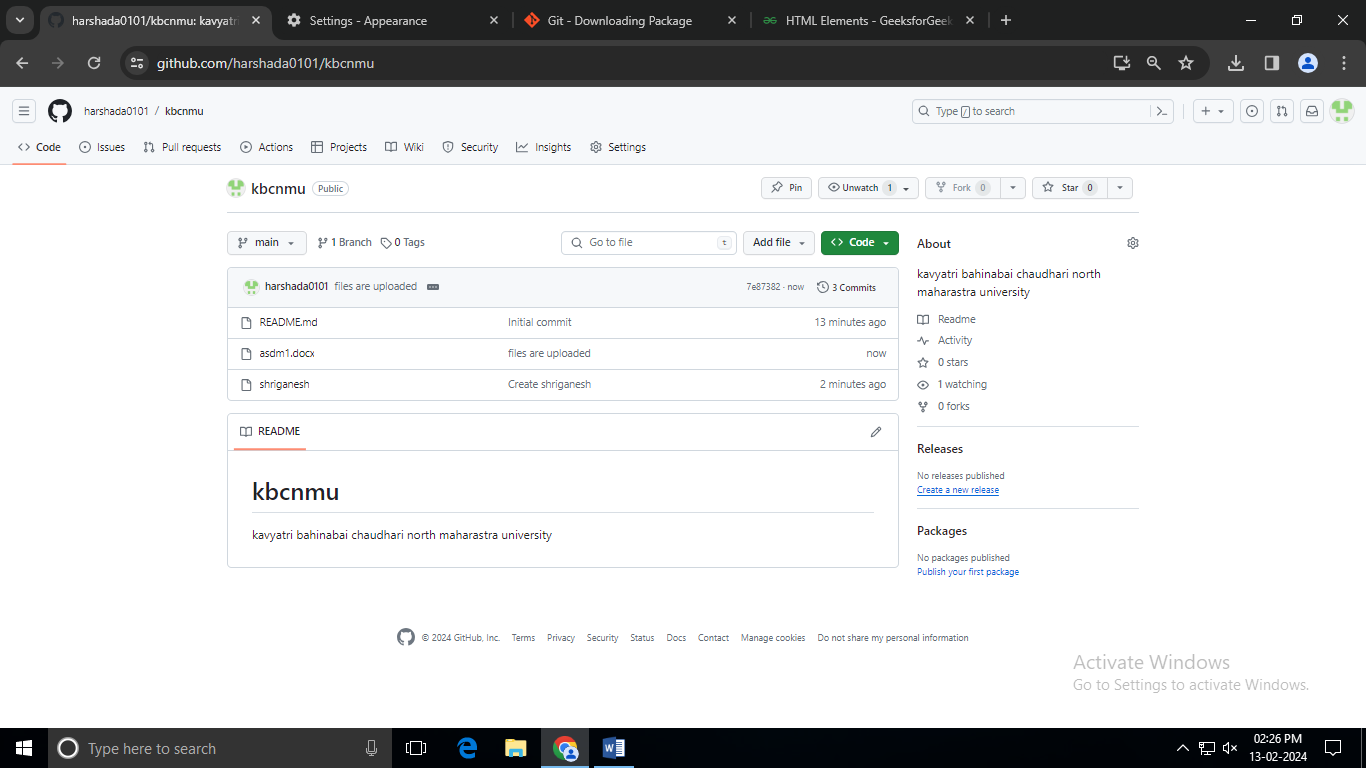 harshada0101/kbcnmu: kavyatri
Settings - Appearance
Git - Downloading Package
HTML Elements - GeeksforGeek
github.com/harshada0101/kbcnmu
harshada0101 / kbcnmu
Type / to search
Code Issues Pull requests Actions Projects Wiki Security Insights Settings
kbcnmu Public
Pin Unwatch 1 Fork 0 Star 0
main 1 Branch 0 Tags Go to file t Add file Code
harshada0101 files are uploaded 7e87382 · now 3 Commits
README.md Initial commit 13 minutes ago
asdm1.docx files are uploaded now
shriganesh Create shriganesh 2 minutes ago
README
kbcnmu
kavyatri bahinabai chaudhari north maharastra university
About
kavyatri bahinabai chaudhari north
maharastra university
Readme
Activity
0 stars
1 watching
0 forks
Releases
No releases published
Create a new release
Packages
No packages published
Publish your first package
© 2024 GitHub, Inc. Terms Privacy Security Status Docs Contact Manage cookies Do not share my personal information
Activate Windows
Go to Settings to activate Windows.
Type here to search
02:26 PM
13-02-2024